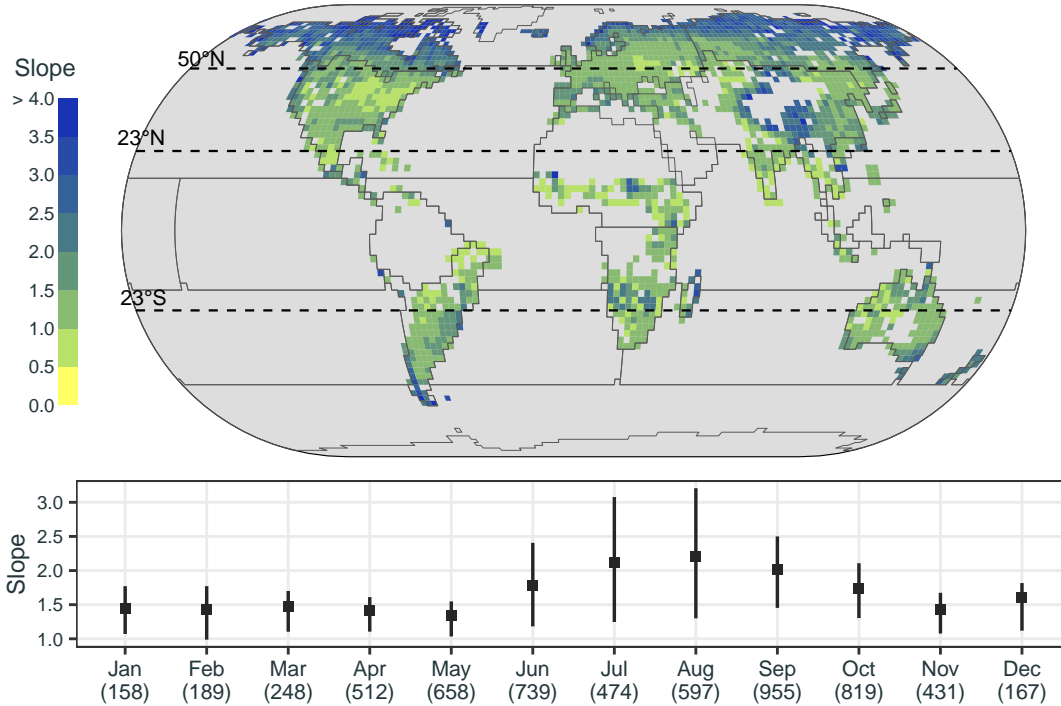 50°N
Slope
> 4.0
3.5
3.0
2.5
2.0
1.5
1.0
0.5
0.0
23°N
23°S
Slope
3.0
2.5
2.0
1.5
1.0
Jan Feb Mar Apr May Jun Jul Aug Sep Oct Nov Dec
(158) (189) (248) (512) (658) (739) (474) (597) (955) (819) (431) (167)